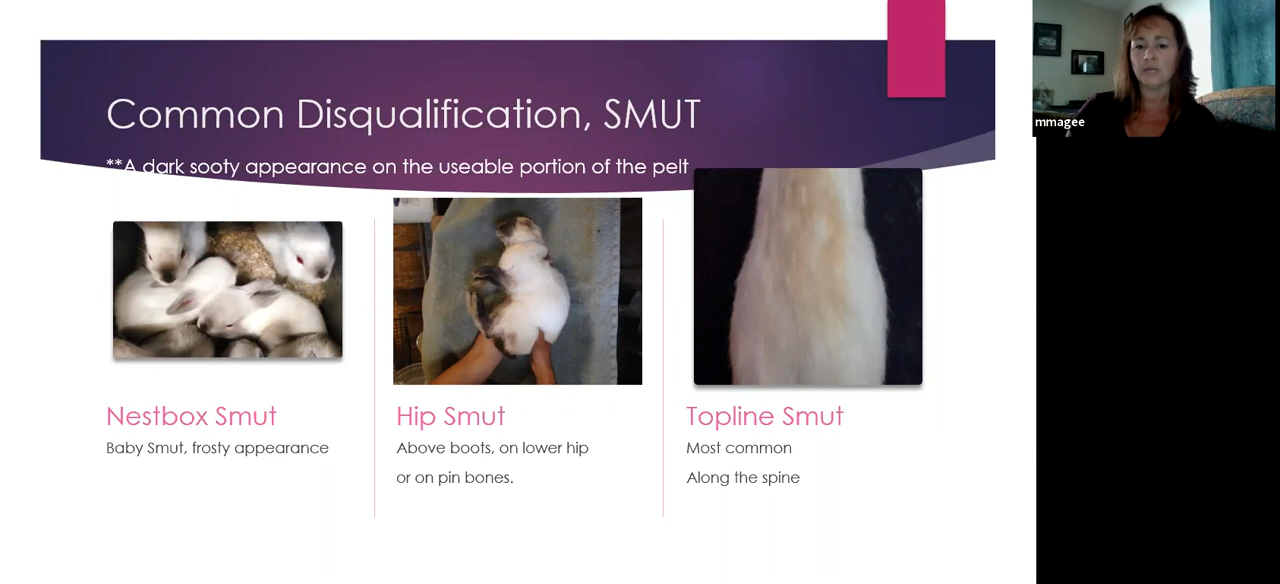 Common Disqualification, SMUT
**A dark sooty appearance on the useable portion of the pelt
Nestbox Smut
Baby Smut, frosty appearance
Hip Smut
Above boots, on lower hip
or on pin bones.
Topline Smut
Most common
Along the spine
mmagee